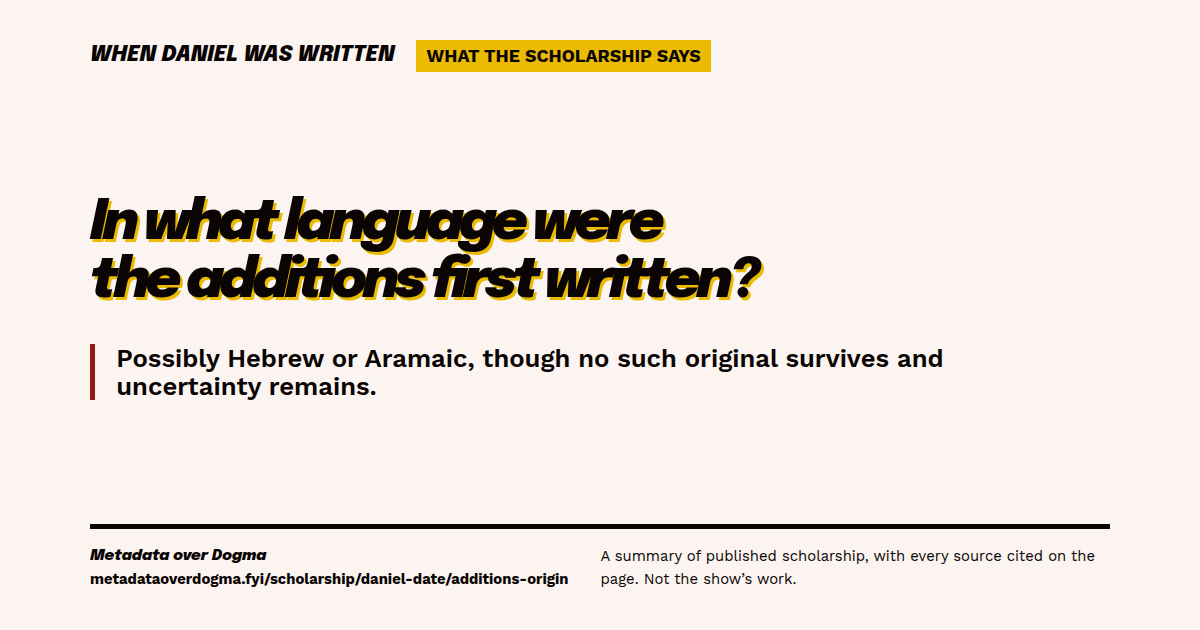 WHEN DANIEL WAS WRITTEN
WHAT THE SCHOLARSHIP SAYS
In what language were
the additions first written?
Possibly Hebrew or Aramaic, though no such original survives and
uncertainty remains.
Metadata over Dogma
metadataoverdogma.fyi/scholarship/daniel-date/additions-origin
A summary of published scholarship, with every source cited on the
page. Not the show’s work.